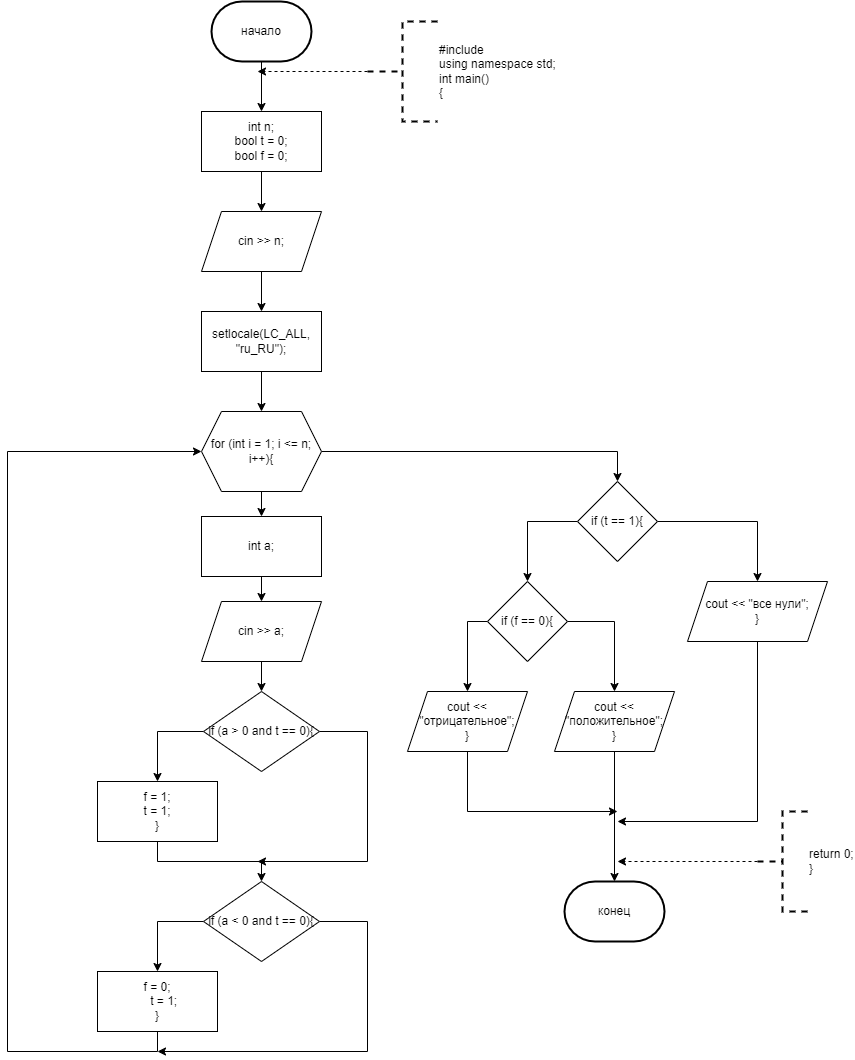 начало
#include
using namespace std;
int main()
{
int n;
bool t = 0;
bool f = 0;
cin >> n;
setlocale(LC_ALL,
"ru_RU");
for (int i = 1; i <= n;
i++){
int a;
cin >> a;
if (a > 0 and t == 0){
f = 1;
t = 1;
}
if (a < 0 and t == 0){
f = 0;
t = 1;
}
if (t == 1){
if (f == 0){
cout << "все нули";
}
cout <<
"отрицательное";
}
cout <<
"положительное";
}
return 0;
}
конец